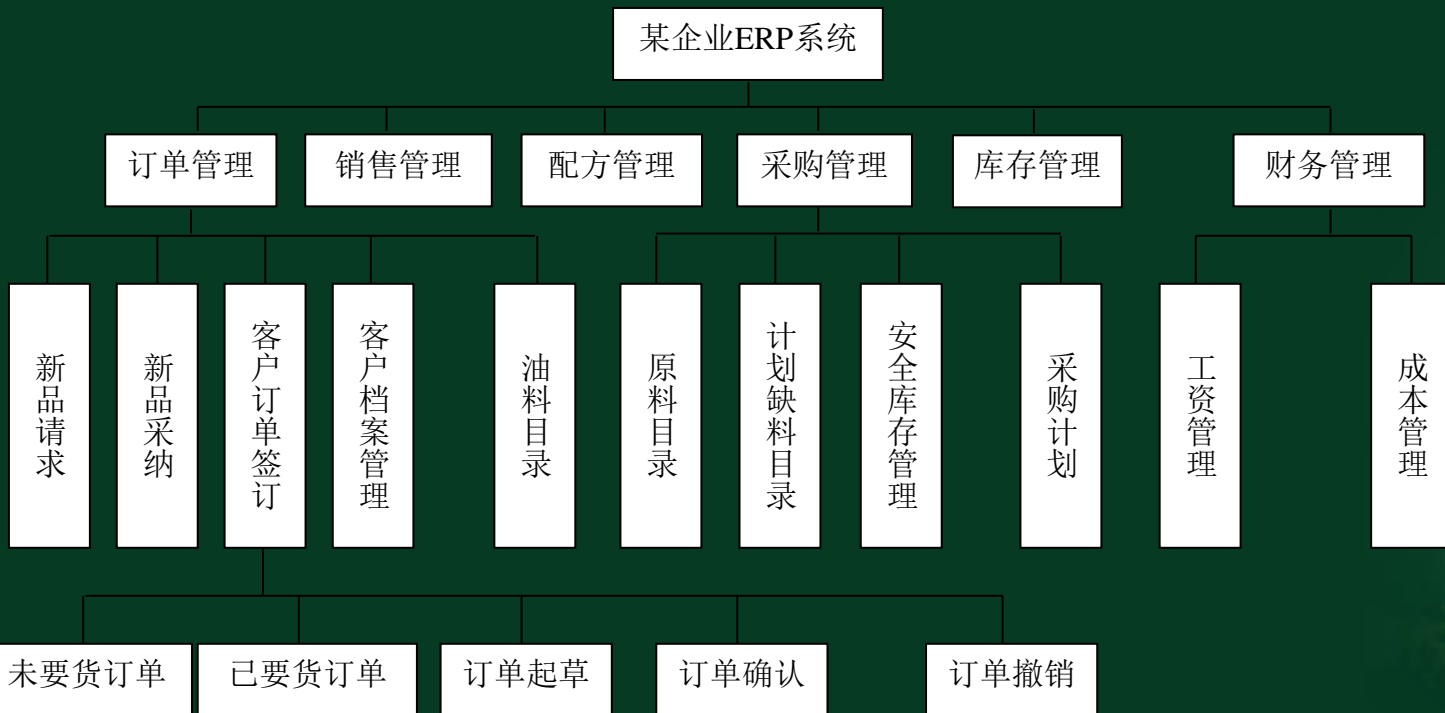 某企业ERP系统
订单管理
销售管理
配方管理
采购管理
库存管理
财务管理
新品请求
新品采纳
客户订单签订
客户档案管理
油料目录
原料目录
计划缺料目录
安全库存管理
采购计划
工资管理
成本管理
未要货订单
已要货订单
订单起草
订单确认
订单撤销